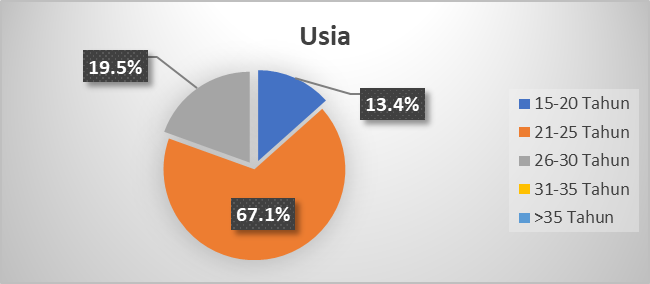 Usia
19.5%
13.4%
67.1%
15-20 Tahun
21-25 Tahun
26-30 Tahun
31-35 Tahun
>35 Tahun